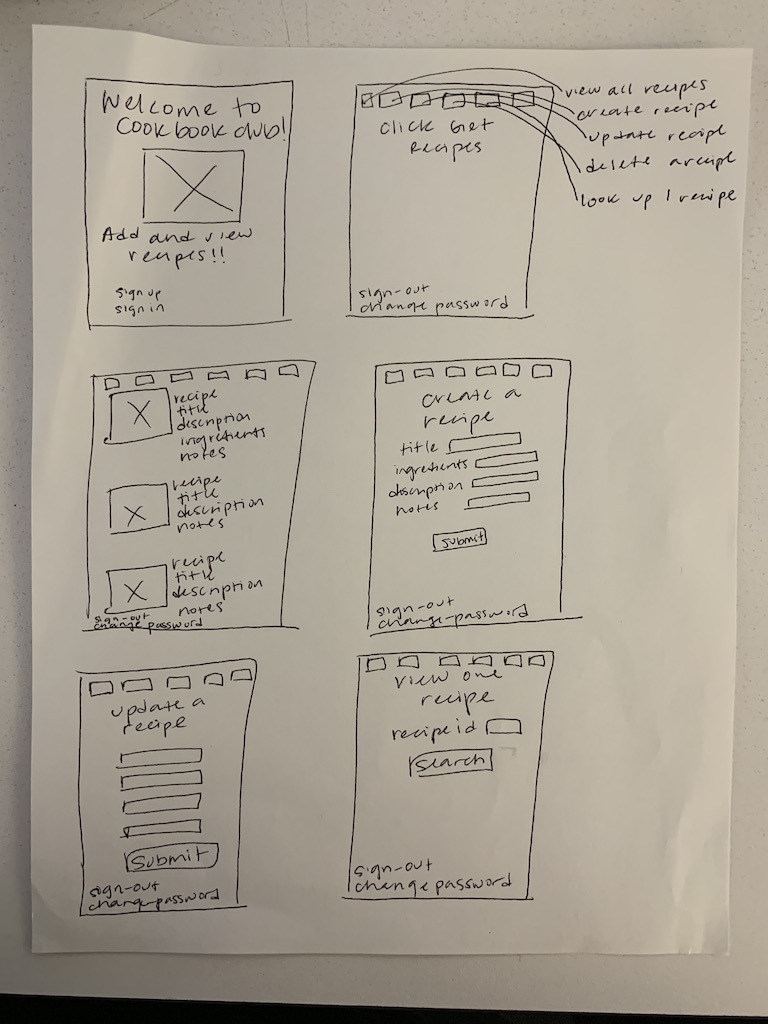 Welcome to
Cookbook club!
Add and view
recipes!!
sign up
sign in
view all recipes
create recipe
update recipe
delete a recipe
look up 1 recipe
Click Get
Recipes
sign-out
change password
recipe
title
description
ingredients
notes
recipe
title
description
notes
recipe
title
description
notes
sign-out
change password
create a
recipe
title
ingredients
description
notes
submit
sign-out
change-password
update a
recipe
submit
sign-out
change password
view one
recipe
recipe id
search
sign-out
change password